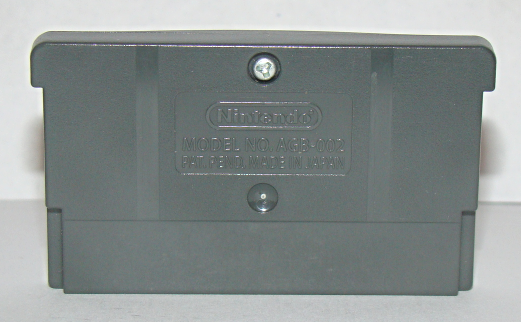 Nintendo
MODEL NO. AGB-002
PAT. PEND. MADE IN JAPAN